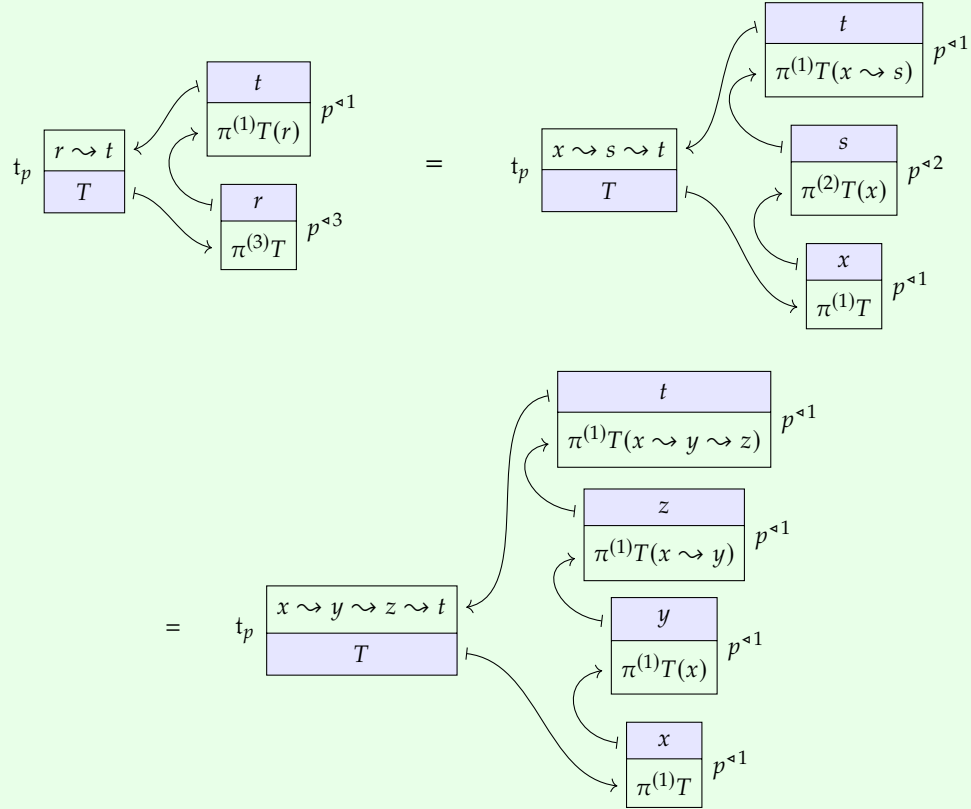 t
π⁽¹⁾T(r)
p^◁1
r ⇝ t
T
t_p
r
π⁽³⁾T
p^◁3
=
t
π⁽¹⁾T(x ⇝ s)
p^◁1
x ⇝ s ⇝ t
T
t_p
s
π⁽²⁾T(x)
p^◁2
x
π⁽¹⁾T
p^◁1
=
t
π⁽¹⁾T(x ⇝ y ⇝ z)
p^◁1
z
π⁽¹⁾T(x ⇝ y)
p^◁1
x ⇝ y ⇝ z ⇝ t
T
t_p
y
π⁽¹⁾T(x)
p^◁1
x
π⁽¹⁾T
p^◁1